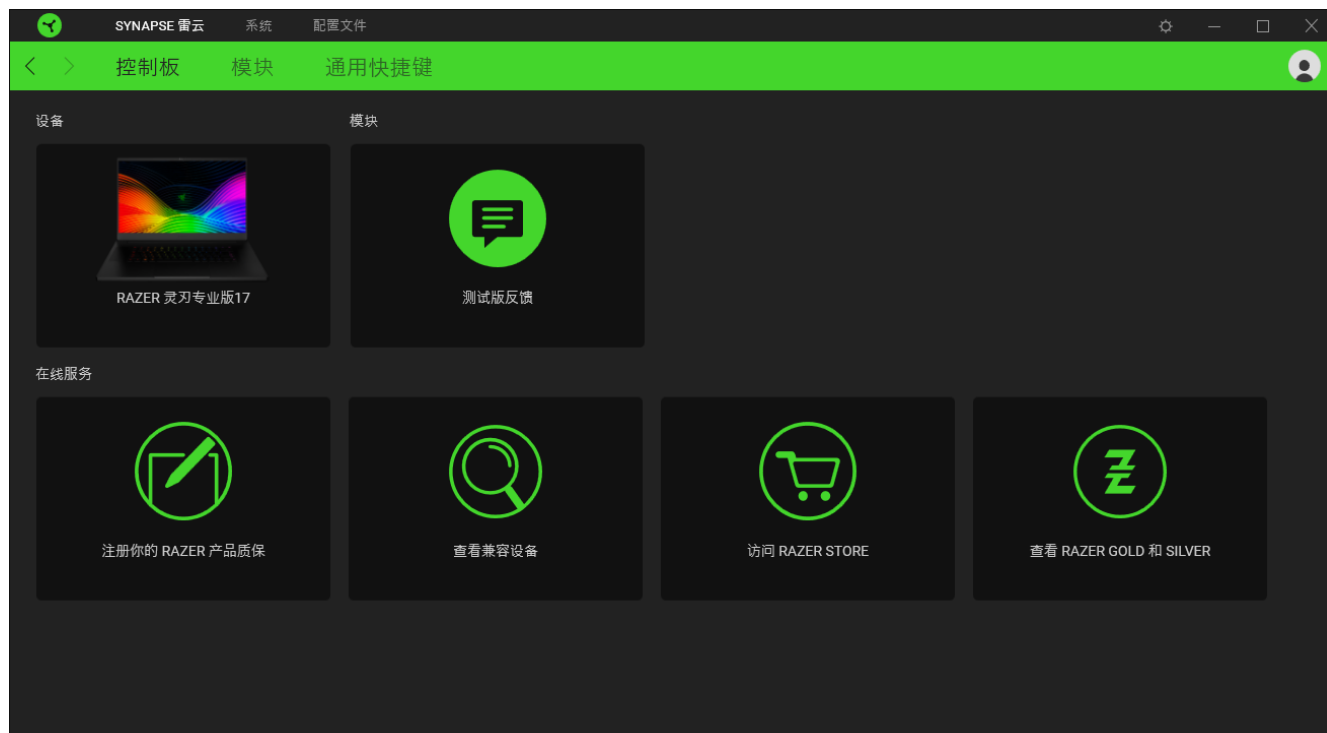 SYNAPSE 雷云 系统 配置文件
控制板 模块 通用快捷键
设备 模块
RAZER 灵刃专业版17 测试版反馈
在线服务
注册你的 RAZER 产品质保 查看兼容设备 访问 RAZER STORE 查看 RAZER GOLD 和 SILVER